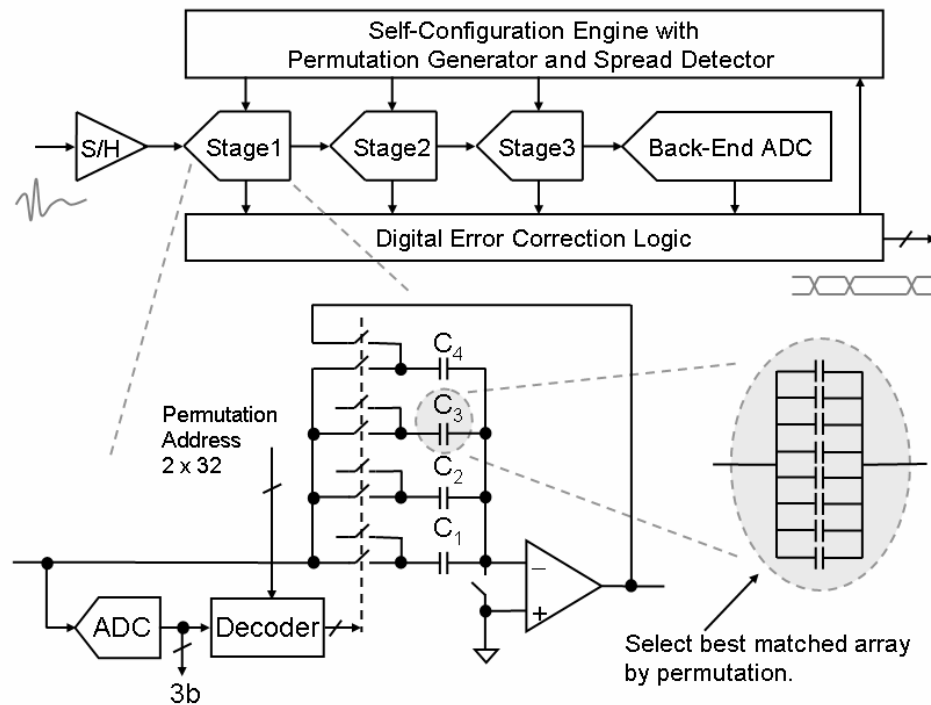 Self-Configuration Engine with
Permutation Generator and Spread Detector
S/H
Stage1
Stage2
Stage3
Back-End ADC
Digital Error Correction Logic
C4
Permutation
Address
2 x 32
C3
C2
C1
−
+
ADC
Decoder
3b
Select best matched array
by permutation.